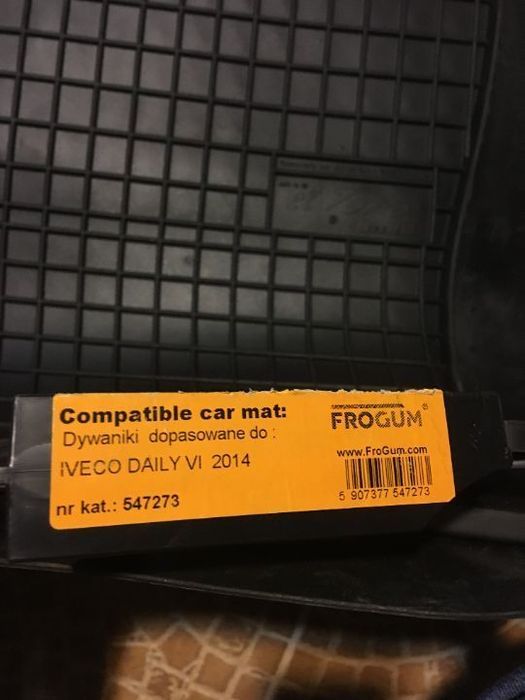 Compatible car mat:
Dywaniki dopasowane do :
IVECO DAILY VI 2014
nr kat.: 547273
FROGUM®
www.FroGum.com
5 907377 547273